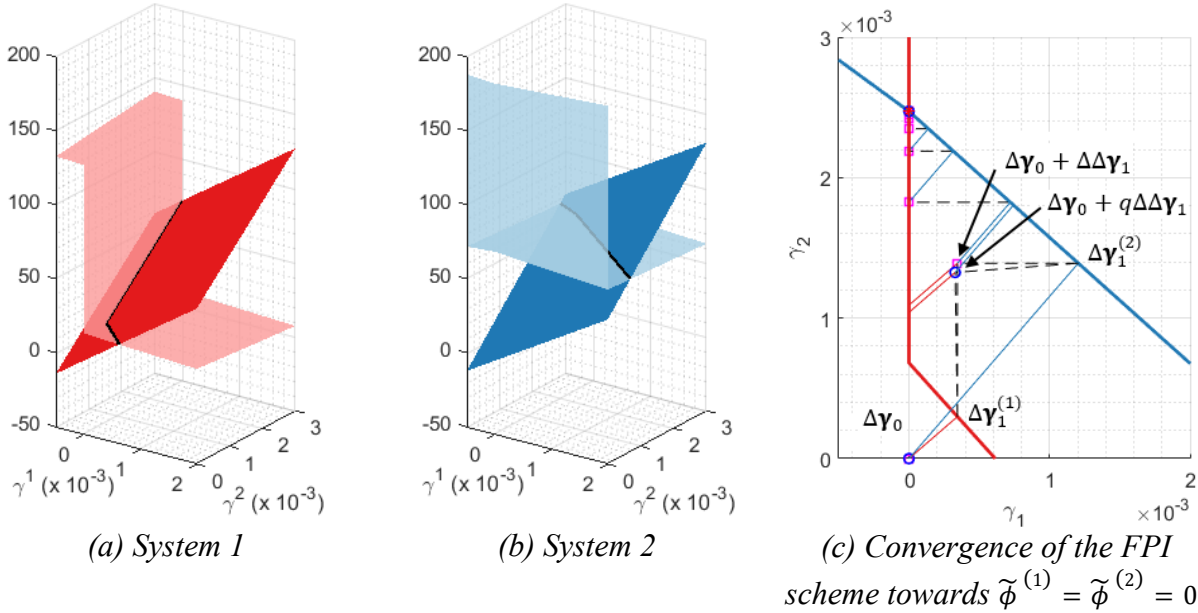 200
150
100
50
0
-50
0
1
2
γ¹ (x 10⁻³)
0
1
2
3
γ² (x 10⁻³)
(a) System 1
200
150
100
50
0
-50
0
1
2
γ¹ (x 10⁻³)
0
1
2
3
γ² (x 10⁻³)
(b) System 2
×10⁻³
3
2
1
0
γ₂
Δγ₀ + ΔΔγ₁
Δγ₀ + qΔΔγ₁
Δγ₁⁽²⁾
Δγ₀
Δγ₁⁽¹⁾
0
1
2
γ₁
×10⁻³
(c) Convergence of the FPI
scheme towards φ̃⁽¹⁾ = φ̃⁽²⁾ = 0